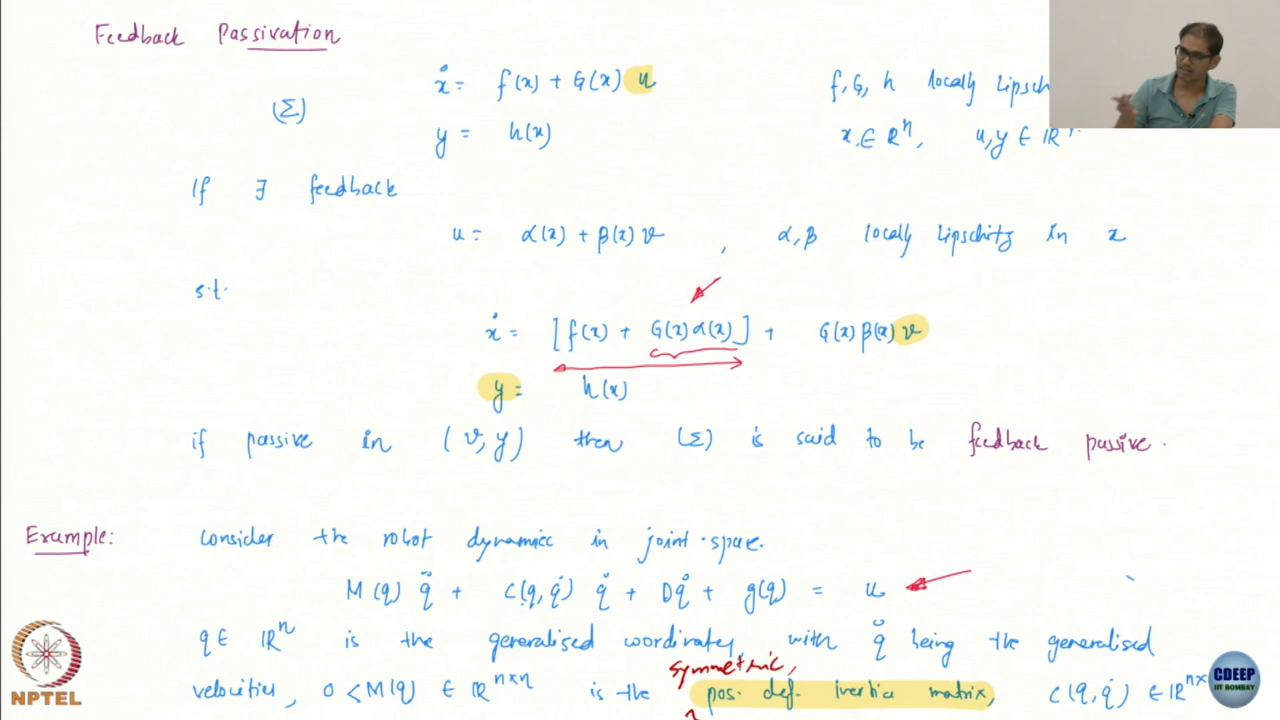 Feedback Passivation
ẋ = f(x) + G(x) u
f, G, h locally Lipsch
(Σ)
y = h(x)
x ∈ ℝⁿ, u, y ∈ ℝ
If ∃ feedback
u = α(x) + β(x) v , α, β locally Lipschitz in x
s.t.
ẋ = [f(x) + G(x) α(x)] + G(x) β(x) v
y = h(x)
if passive in (v, y) then (Σ) is said to be feedback passive.
Example: Consider the robot dynamics in joint-space.
M(q) q̈ + C(q, q̇) q̇ + D q̇ + g(q) = u
q ∈ ℝⁿ is the generalised coordinates, with q̇ being the generalised
symmetric,
velocities, 0 < M(q) ∈ ℝⁿˣⁿ is the pos. def. inertia matrix, C(q, q̇) ∈ ℝⁿˣ
NPTEL
CDEEP
IIT BOMBAY